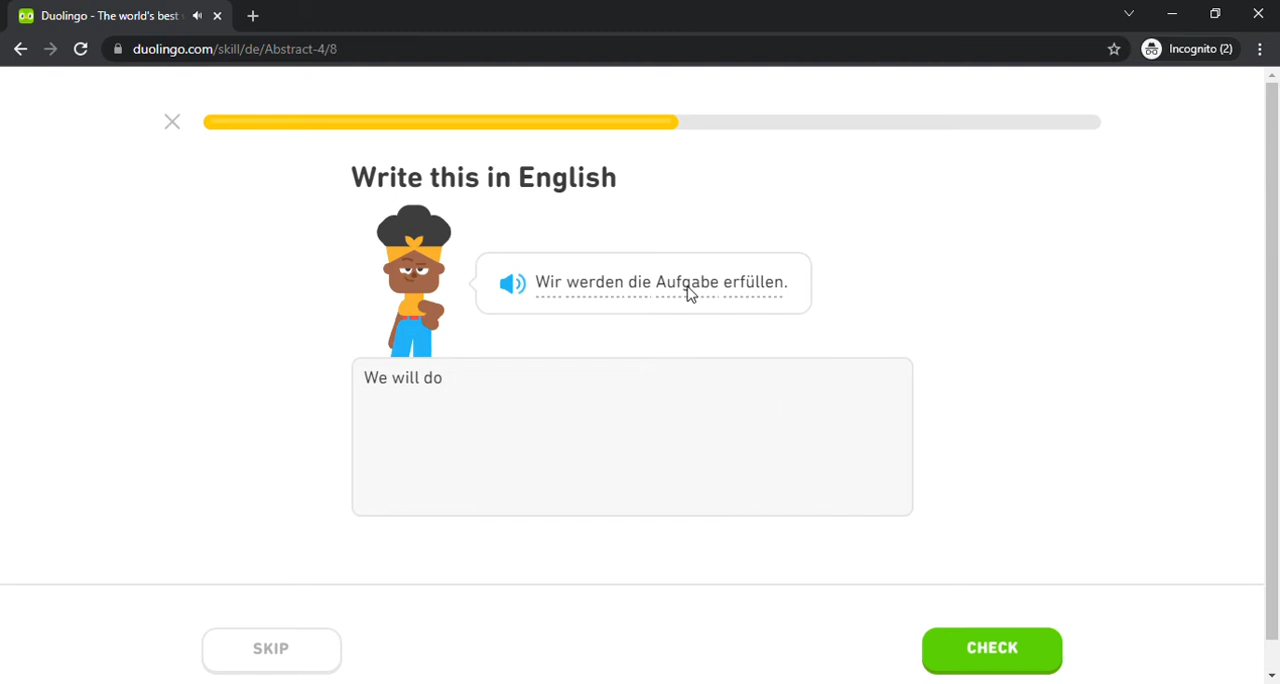 Duolingo - The world's best
duolingo.com/skill/de/Abstract-4/8
Incognito (2)
Write this in English
Wir werden die Aufgabe erfüllen.
We will do
SKIP
CHECK